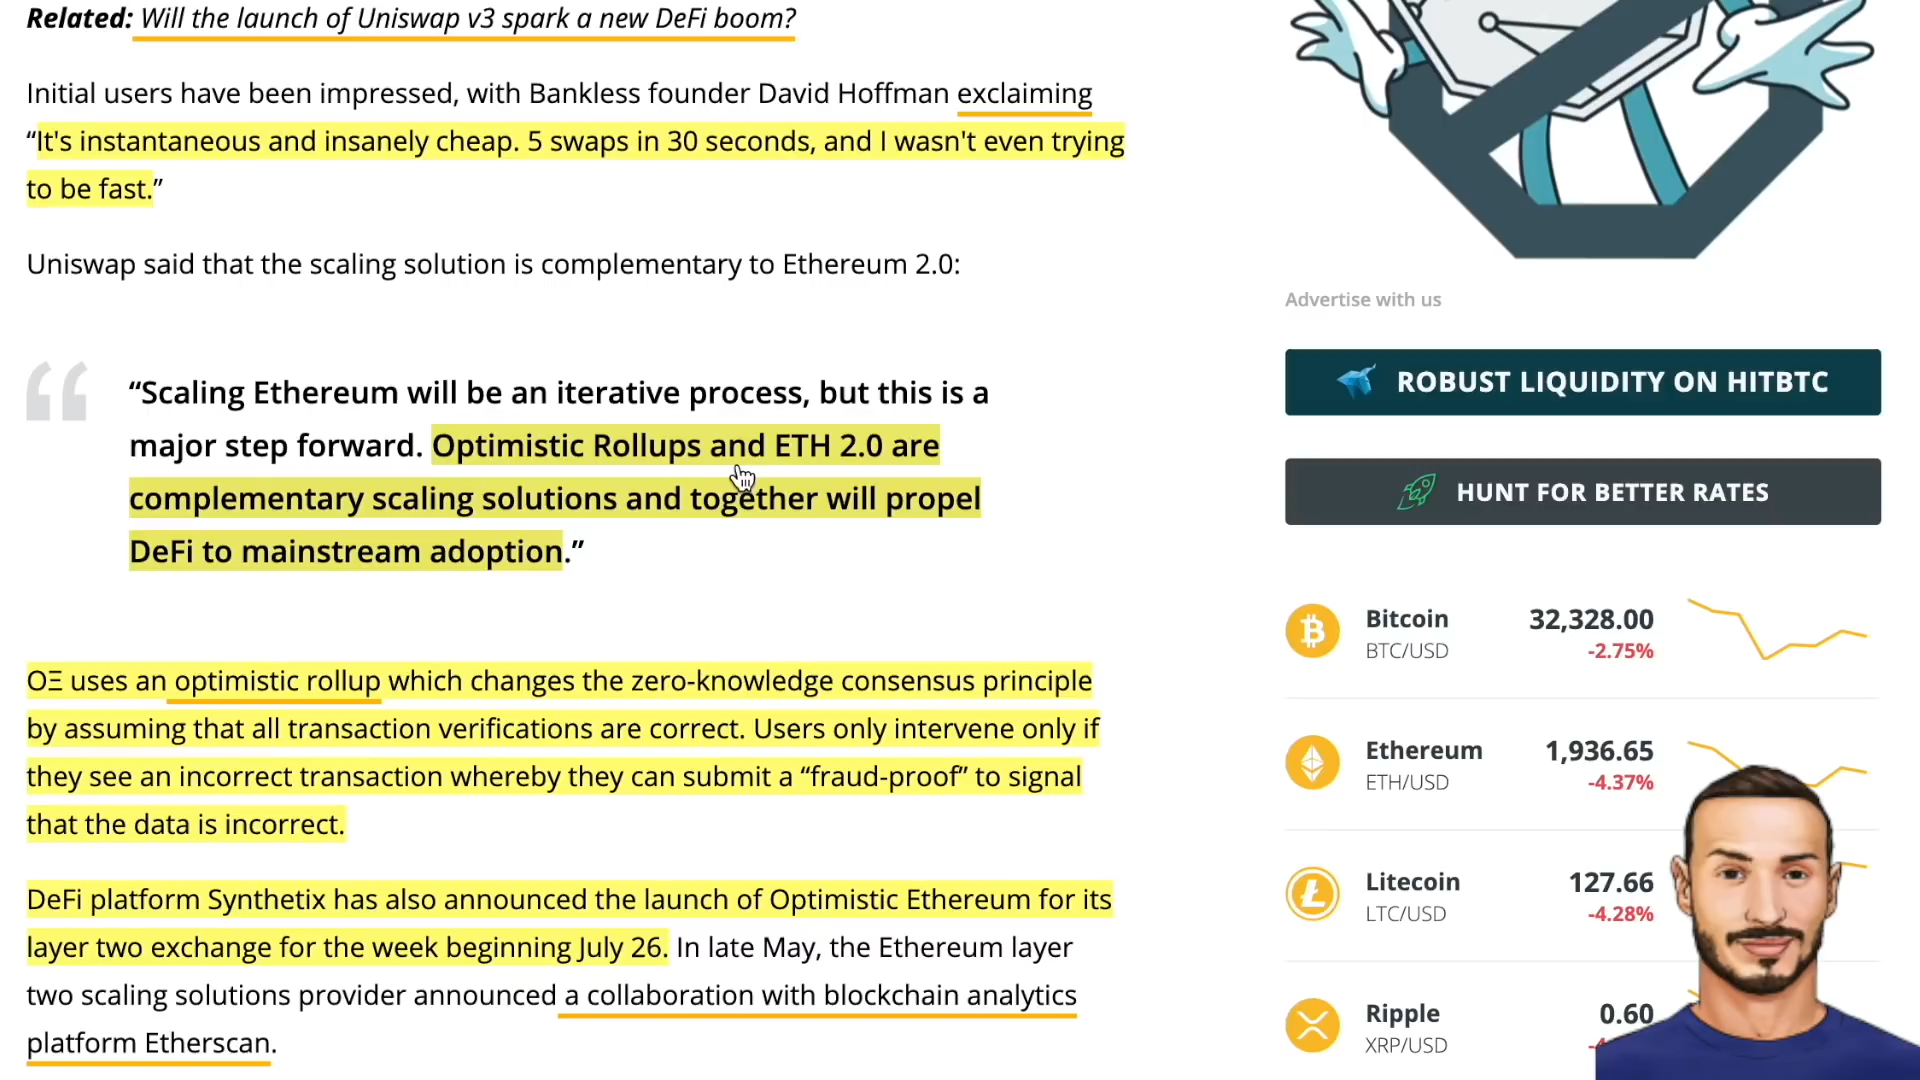 Related: Will the launch of Uniswap v3 spark a new DeFi boom?
Initial users have been impressed, with Bankless founder David Hoffman exclaiming
“It's instantaneous and insanely cheap. 5 swaps in 30 seconds, and I wasn't even trying
to be fast.”
Uniswap said that the scaling solution is complementary to Ethereum 2.0:
“Scaling Ethereum will be an iterative process, but this is a
major step forward. Optimistic Rollups and ETH 2.0 are
complementary scaling solutions and together will propel
DeFi to mainstream adoption.”
OΞ uses an optimistic rollup which changes the zero-knowledge consensus principle
by assuming that all transaction verifications are correct. Users only intervene only if
they see an incorrect transaction whereby they can submit a “fraud-proof” to signal
that the data is incorrect.
DeFi platform Synthetix has also announced the launch of Optimistic Ethereum for its
layer two exchange for the week beginning July 26. In late May, the Ethereum layer
two scaling solutions provider announced a collaboration with blockchain analytics
platform Etherscan.
Advertise with us
ROBUST LIQUIDITY ON HITBTC
HUNT FOR BETTER RATES
Bitcoin 32,328.00
BTC/USD -2.75%
Ethereum 1,936.65
ETH/USD -4.37%
Litecoin 127.66
LTC/USD -4.28%
Ripple 0.60
XRP/USD